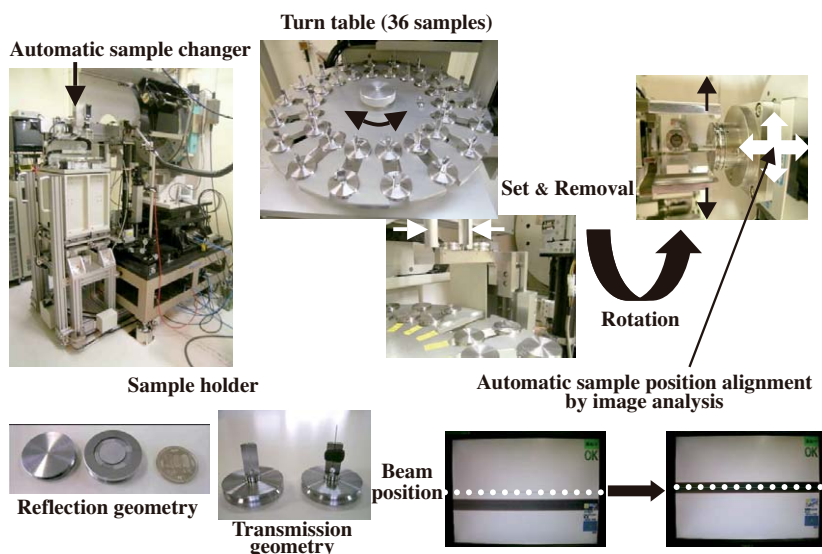 Turn table (36 samples)
Automatic sample changer
Set & Removal
Rotation
Sample holder
Automatic sample position alignment
by image analysis
Reflection geometry
Transmission
geometry
Beam
position
OK
OK